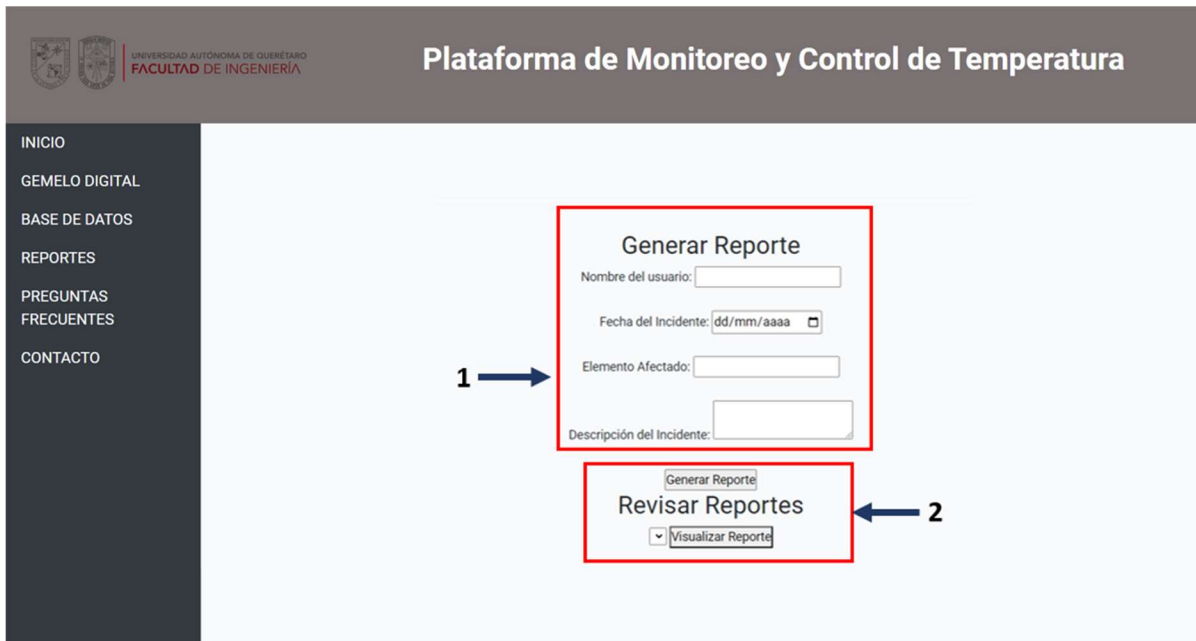 UNIVERSIDAD AUTÓNOMA DE QUERÉTARO
FACULTAD DE INGENIERÍA
Plataforma de Monitoreo y Control de Temperatura
INICIO
GEMELO DIGITAL
BASE DE DATOS
REPORTES
PREGUNTAS
FRECUENTES
CONTACTO
Generar Reporte
Nombre del usuario:
Fecha del Incidente: dd/mm/aaaa
Elemento Afectado:
1
Descripción del Incidente:
Generar Reporte
Revisar Reportes
2
Visualizar Reporte